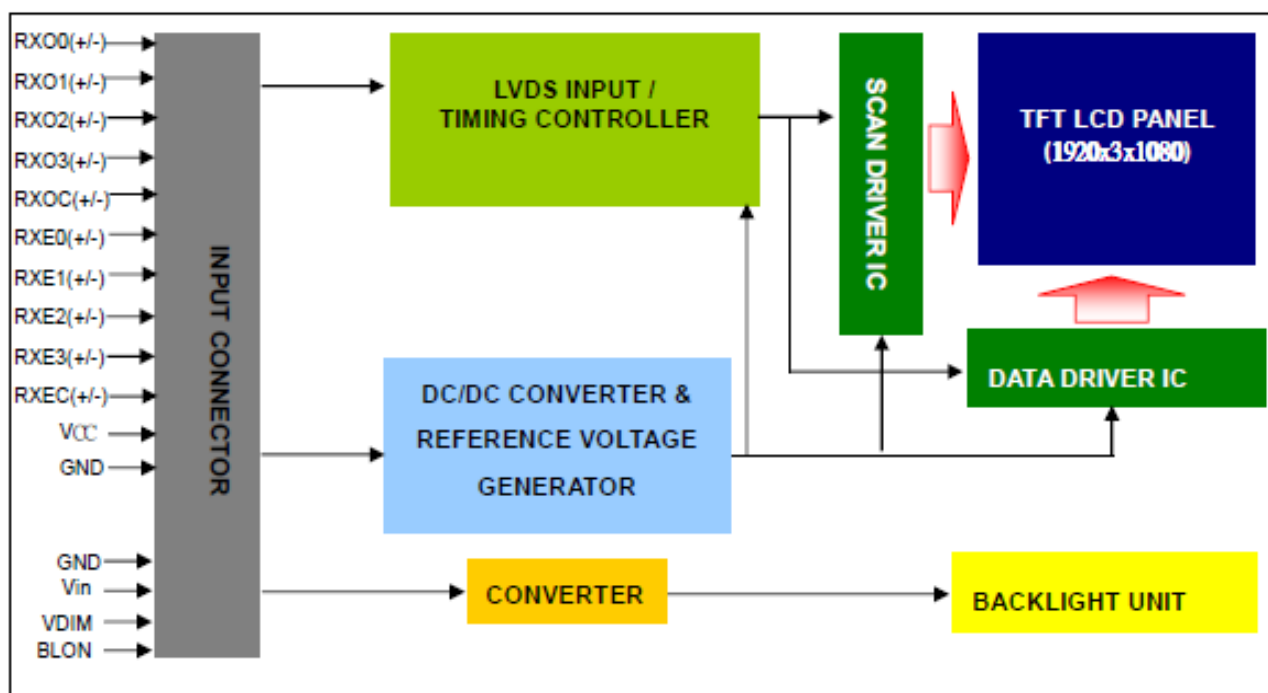 RXO0(+/-)
RXO1(+/-)
RXO2(+/-)
RXO3(+/-)
RXOC(+/-)
RXE0(+/-)
RXE1(+/-)
RXE2(+/-)
RXE3(+/-)
RXEC(+/-)
VCC
GND
GND
Vin
VDIM
BLON
INPUT CONNECTOR
LVDS INPUT /
TIMING CONTROLLER
DC/DC CONVERTER &
REFERENCE VOLTAGE
GENERATOR
CONVERTER
SCAN DRIVER IC
TFT LCD PANEL
(1920x3x1080)
DATA DRIVER IC
BACKLIGHT UNIT